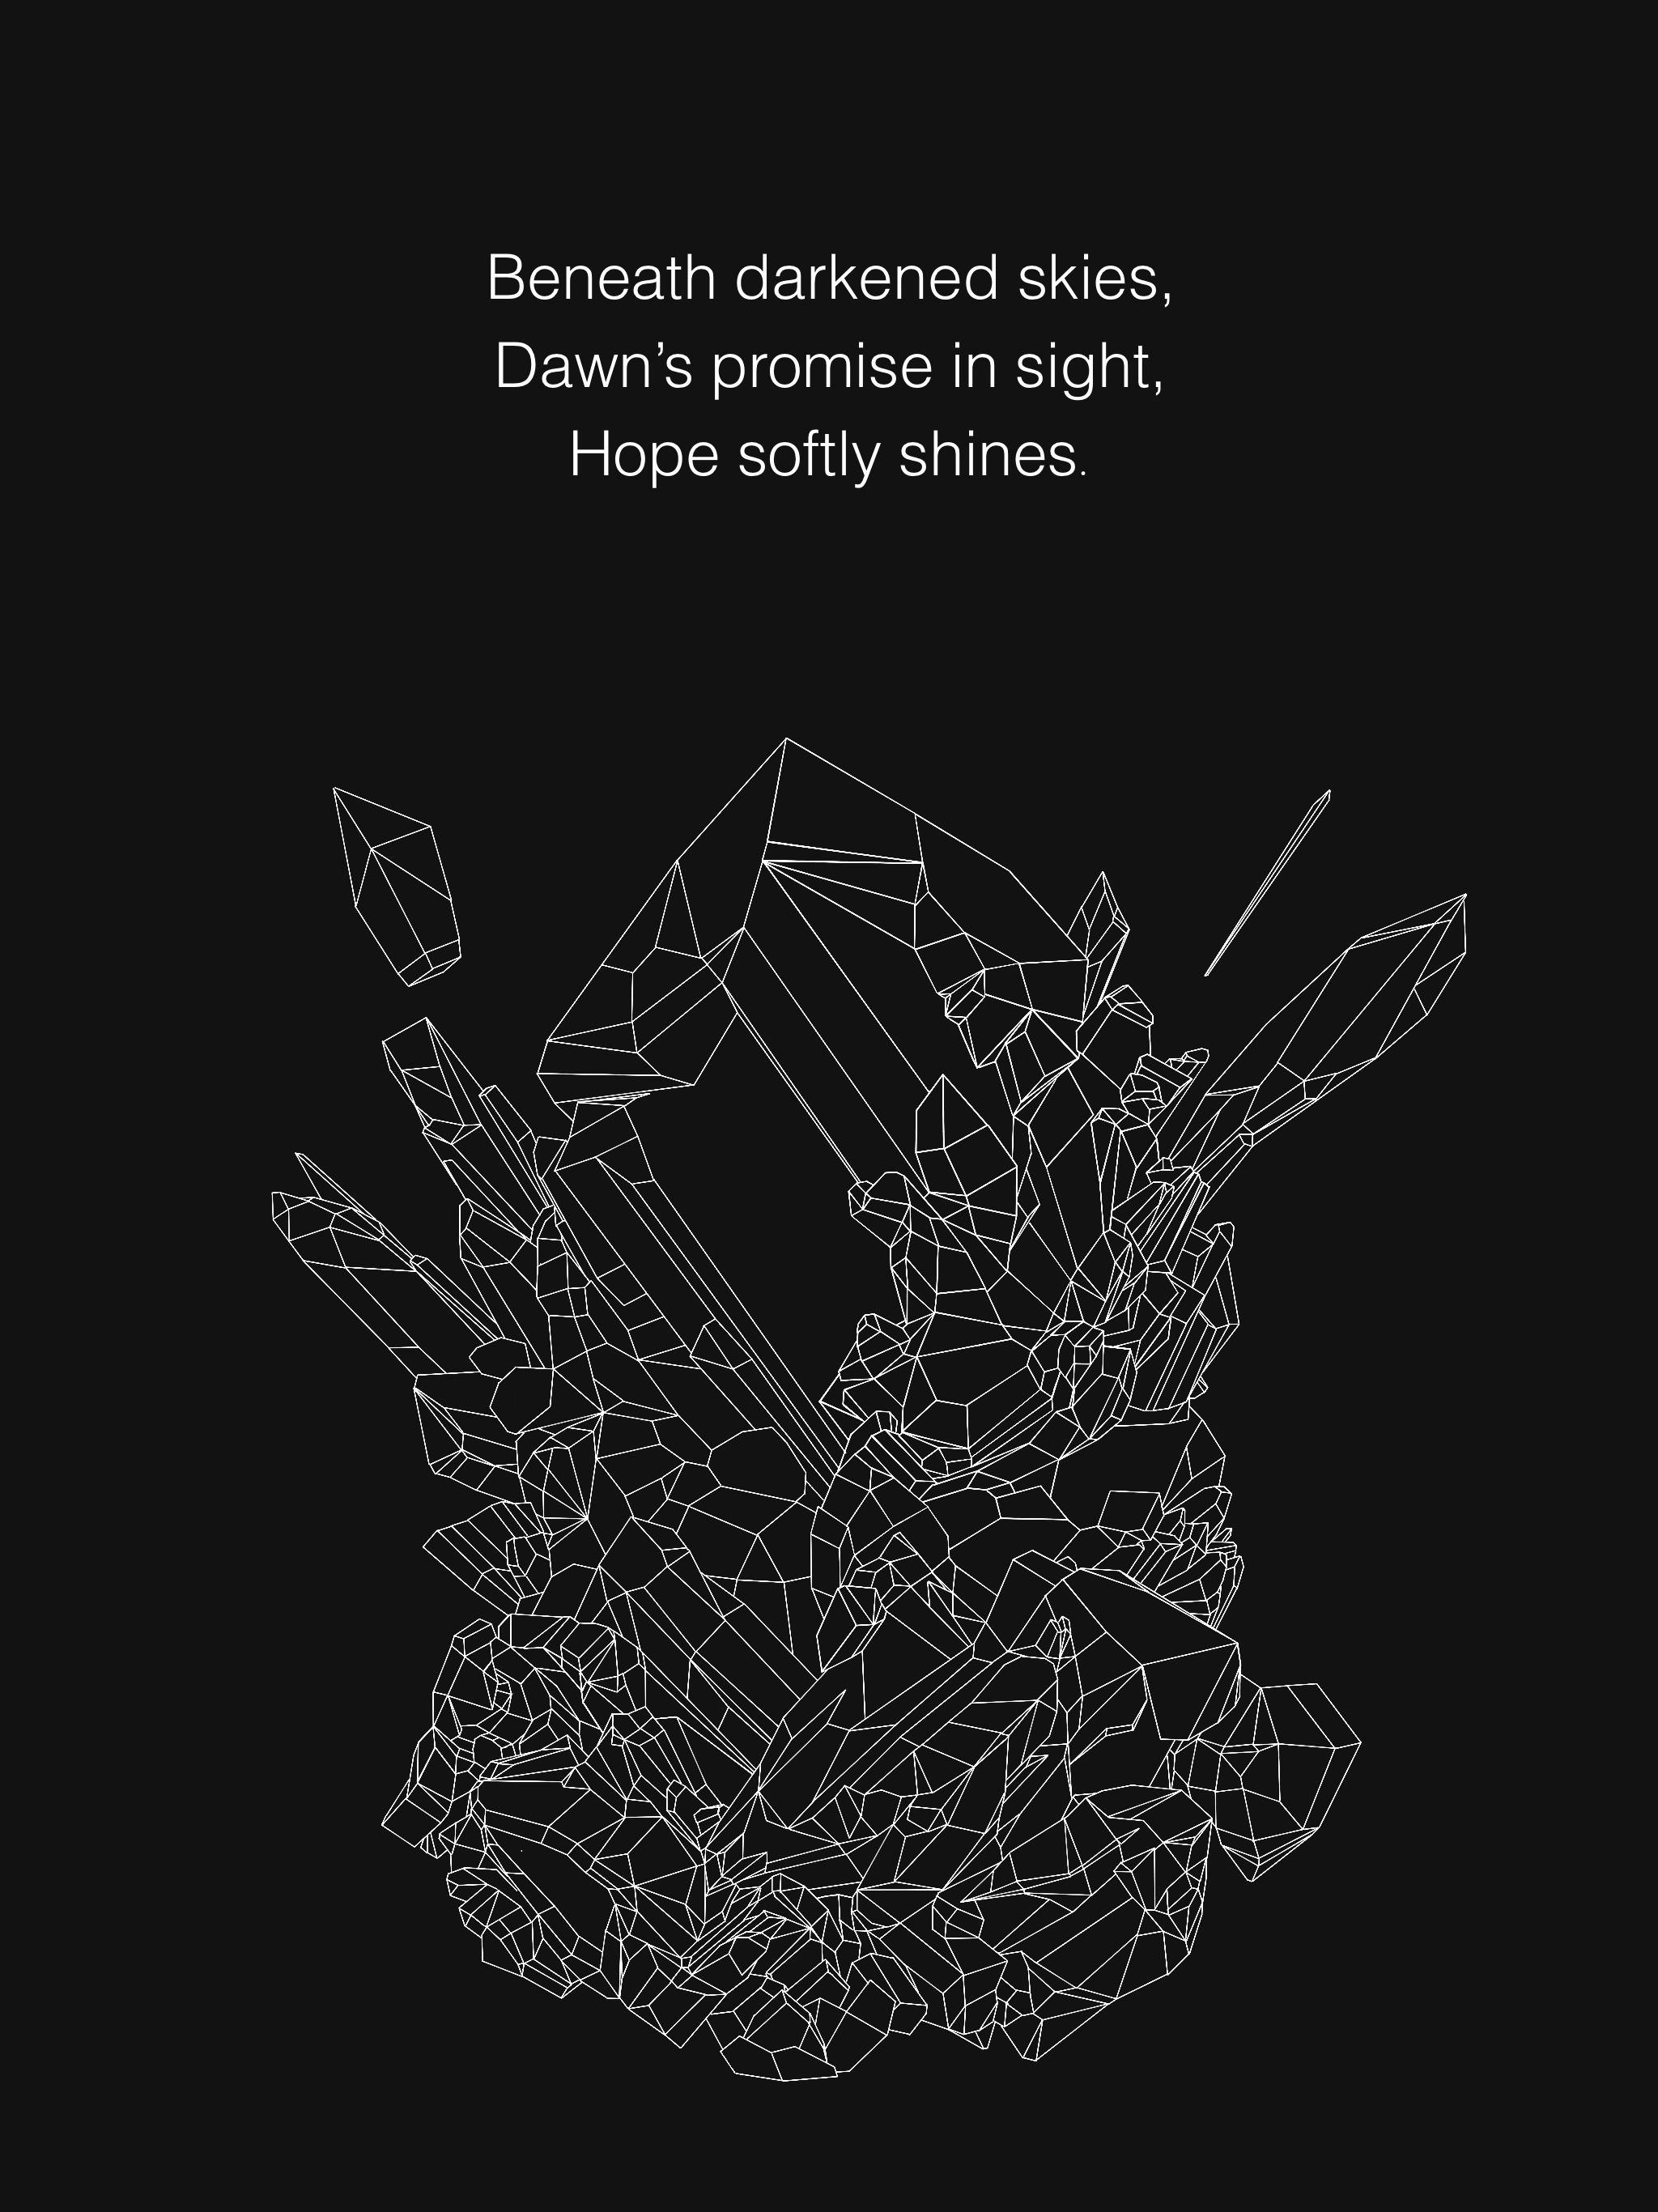 Beneath darkened skies,
Dawn’s promise in sight,
Hope softly shines.